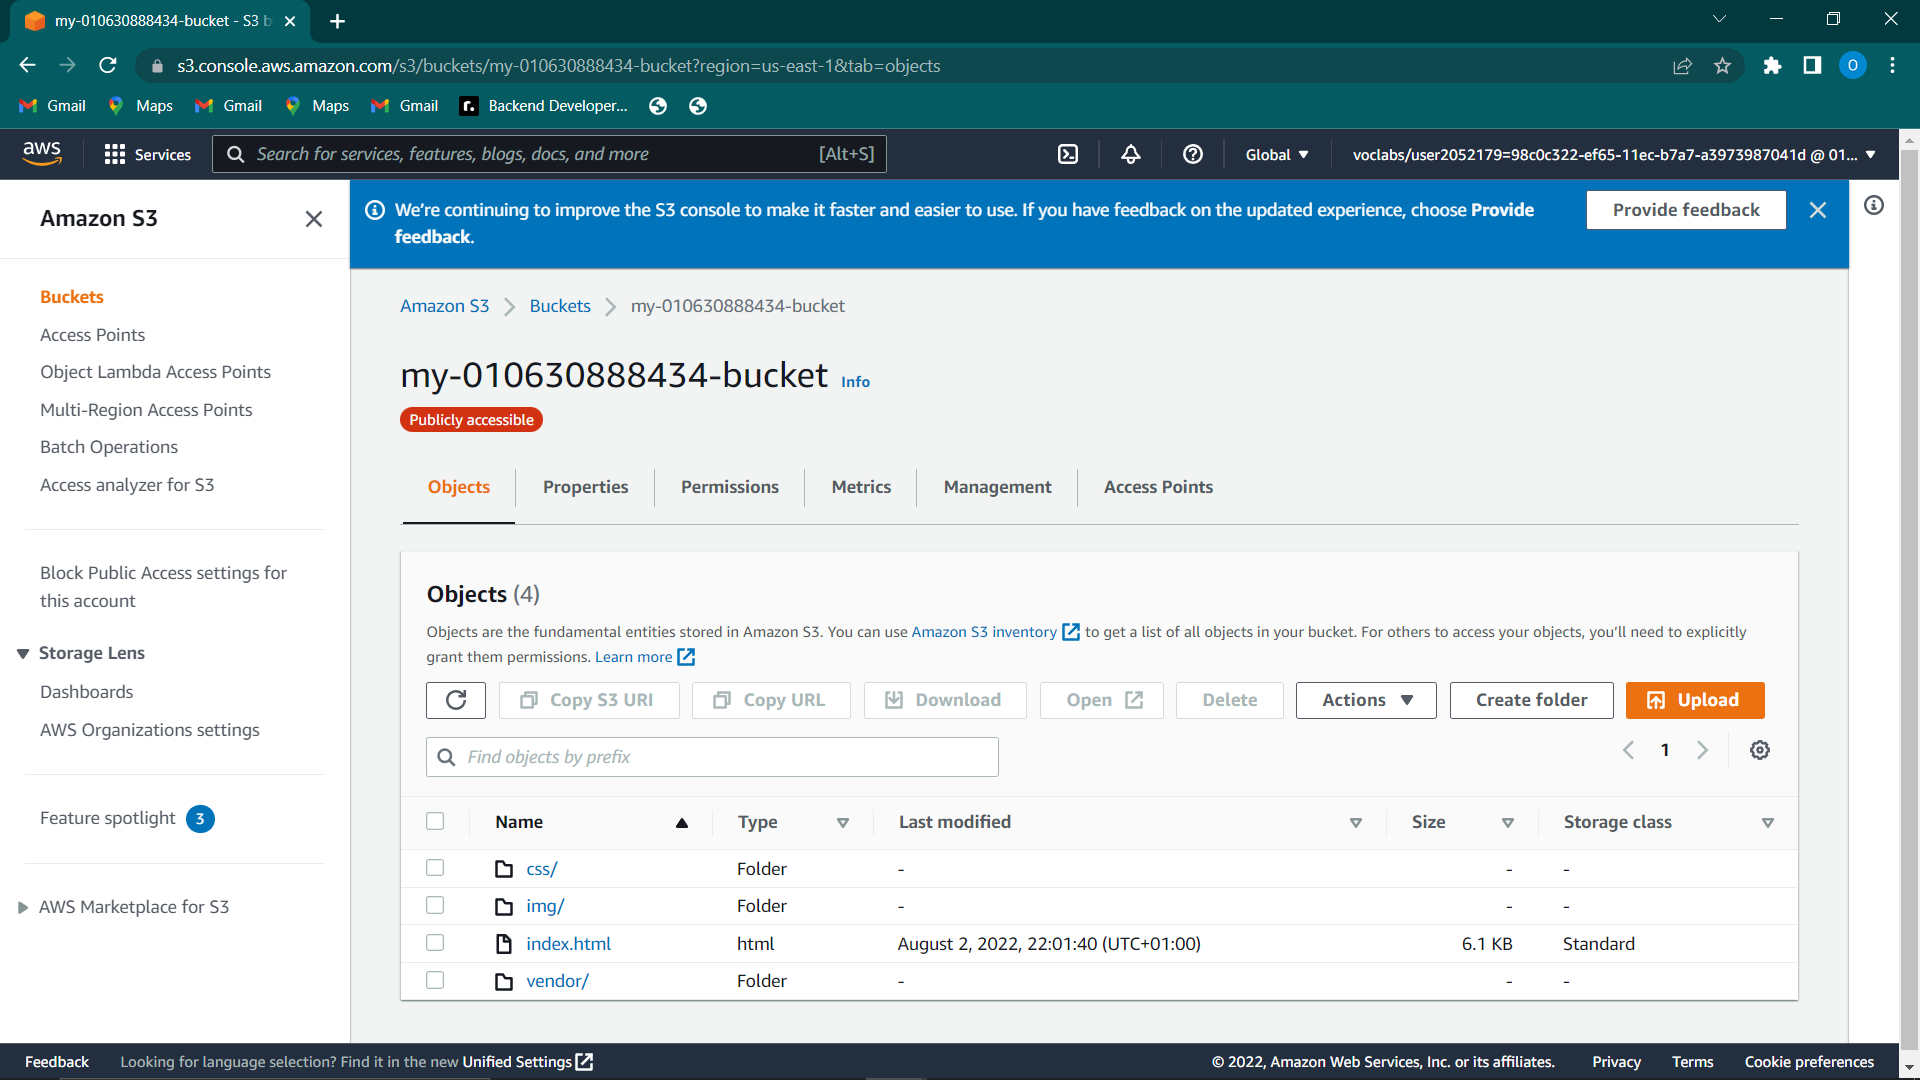 my-010630888434-bucket - S3 b
s3.console.aws.amazon.com/s3/buckets/my-010630888434-bucket?region=us-east-1&tab=objects
O
Gmail
Maps
Gmail
Maps
Gmail
r.
Backend Developer...
aws
Services
Search for services, features, blogs, docs, and more
[Alt+S]
Global
voclabs/user2052179=98c0c322-ef65-11ec-b7a7-a3973987041d @ 01...
Amazon S3
Buckets
Access Points
Object Lambda Access Points
Multi-Region Access Points
Batch Operations
Access analyzer for S3
Block Public Access settings for
this account
Storage Lens
Dashboards
AWS Organizations settings
Feature spotlight 3
AWS Marketplace for S3
We're continuing to improve the S3 console to make it faster and easier to use. If you have feedback on the updated experience, choose Provide
feedback.
Provide feedback
Amazon S3
Buckets
my-010630888434-bucket
my-010630888434-bucket Info
Publicly accessible
Objects
Properties
Permissions
Metrics
Management
Access Points
Objects (4)
Objects are the fundamental entities stored in Amazon S3. You can use Amazon S3 inventory to get a list of all objects in your bucket. For others to access your objects, you'll need to explicitly
grant them permissions. Learn more
Copy S3 URI
Copy URL
Download
Open
Delete
Actions
Create folder
Upload
Find objects by prefix
1
Name Type Last modified Size Storage class
css/ Folder - - -
img/ Folder - - -
index.html html August 2, 2022, 22:01:40 (UTC+01:00) 6.1 KB Standard
vendor/ Folder - - -
Feedback
Looking for language selection? Find it in the new Unified Settings
© 2022, Amazon Web Services, Inc. or its affiliates.
Privacy
Terms
Cookie preferences